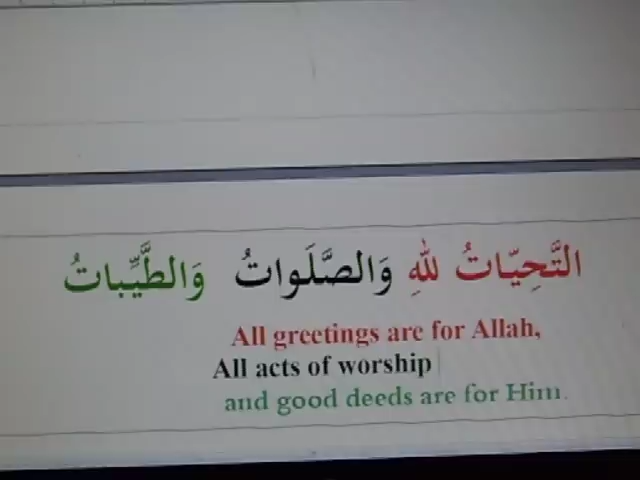 التَّحِيّاتُ لِلّٰهِ وَالصَّلَواتُ وَالطَّيِّباتُ
All greetings are for Allah,
All acts of worship
and good deeds are for Him.